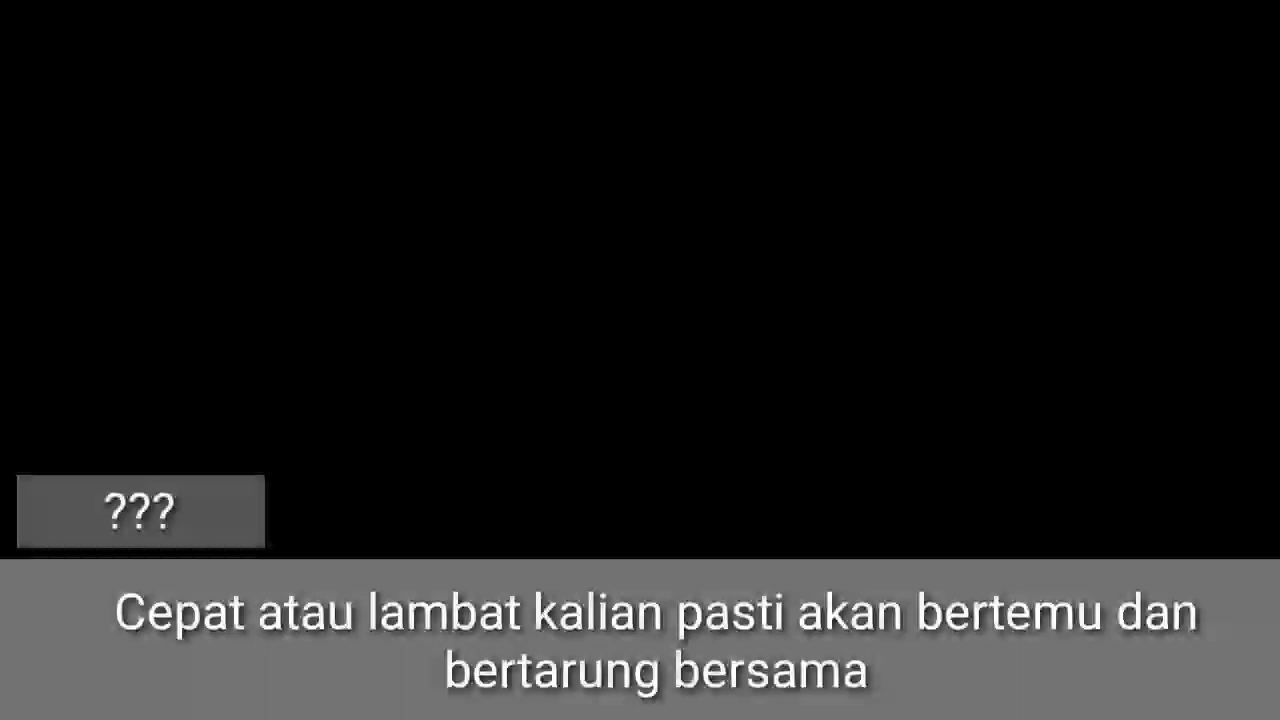 ???
Cepat atau lambat kalian pasti akan bertemu dan
bertarung bersama